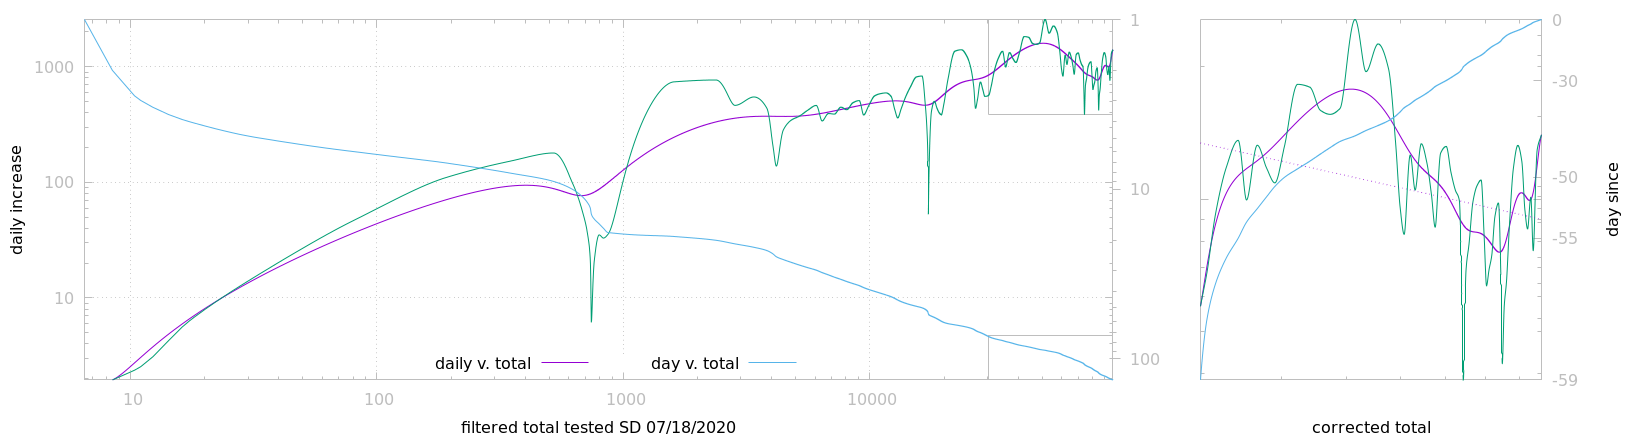 1000
100
10
daily increase
10
100
1000
10000
filtered total tested SD 07/18/2020
daily v. total
day v. total
1
10
100
0
-30
-50
-55
-59
day since
corrected total